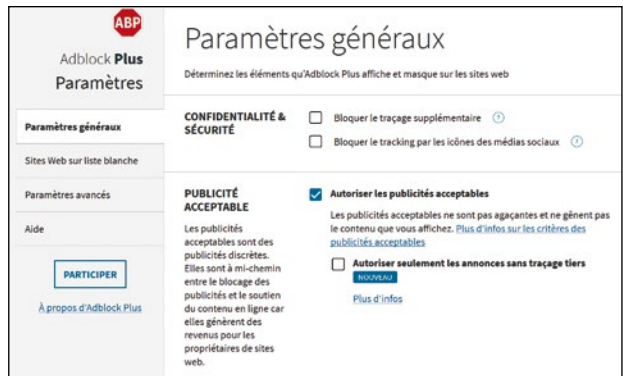 ABP
Adblock Plus
Paramètres
Paramètres généraux
Sites Web sur liste blanche
Paramètres avancés
Aide
PARTICIPER
À propos d'Adblock Plus
Paramètres généraux
Déterminez les éléments qu'Adblock Plus affiche et masque sur les sites web
CONFIDENTIALITÉ &
SÉCURITÉ
Bloquer le traçage supplémentaire ?
Bloquer le tracking par les icônes des médias sociaux ?
PUBLICITÉ
ACCEPTABLE
Les publicités
acceptables sont des
publicités discrètes.
Elles sont à mi-chemin
entre le blocage des
publicités et le soutien
du contenu en ligne car
elles génèrent des
revenus pour les
propriétaires de sites
web.
Autoriser les publicités acceptables
Les publicités acceptables ne sont pas agaçantes et ne gênent pas
le contenu que vous affichez. Plus d'infos sur les critères des
publicités acceptables
Autoriser seulement les annonces sans traçage tiers
NOUVEAU
Plus d'infos